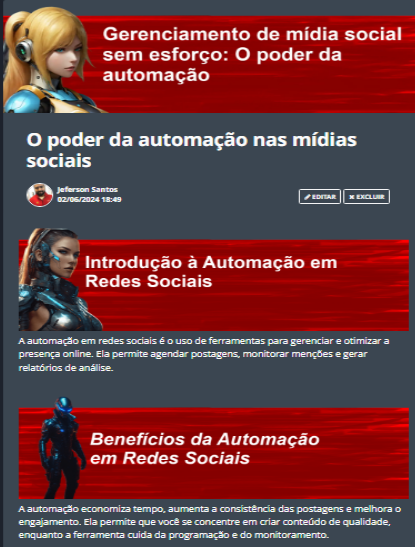 Gerenciamento de mídia social
sem esforço: O poder da
automação
O poder da automação nas mídias
sociais
Jeferson Santos
02/06/2024 18:49
EDITAR
EXCLUIR
Introdução à Automação em
Redes Sociais
A automação em redes sociais é o uso de ferramentas para gerenciar e otimizar a
presença online. Ela permite agendar postagens, monitorar menções e gerar
relatórios de análise.
Benefícios da Automação
em Redes Sociais
A automação economiza tempo, aumenta a consistência das postagens e melhora o
engajamento. Ela permite que você se concentre em criar conteúdo de qualidade,
enquanto a ferramenta cuida da programação e do monitoramento.